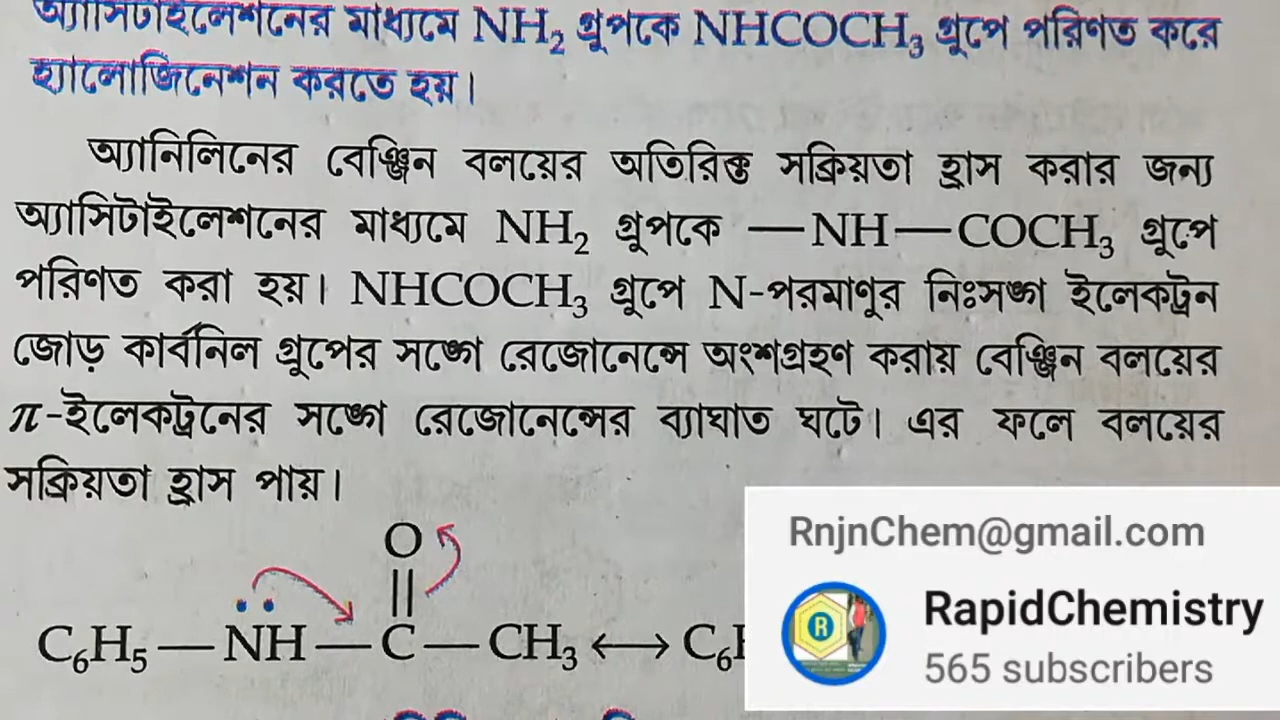 অ্যাসিটাইলেশনের মাধ্যমে NH₂ গ্রুপকে NHCOCH₃ গ্রুপে পরিণত করে
হ্যালোজিনেশন করতে হয়।
অ্যানিলিনের বেঞ্জিন বলয়ের অতিরিক্ত সক্রিয়তা হ্রাস করার জন্য
অ্যাসিটাইলেশনের মাধ্যমে NH₂ গ্রুপকে —NH—COCH₃ গ্রুপে
পরিণত করা হয়। NHCOCH₃ গ্রুপে N-পরমাণুর নিঃসঙ্গ ইলেকট্রন
জোড় কার্বনিল গ্রুপের সঙ্গে রেজোনেন্সে অংশগ্রহণ করায় বেঞ্জিন বলয়ের
π-ইলেকট্রনের সঙ্গে রেজোনেন্সের ব্যাঘাত ঘটে। এর ফলে বলয়ের
সক্রিয়তা হ্রাস পায়।
O
C₆H₅—NH—C—CH₃ ⟷ C₆H
RnjnChem@gmail.com
R
RapidChemistry
565 subscribers